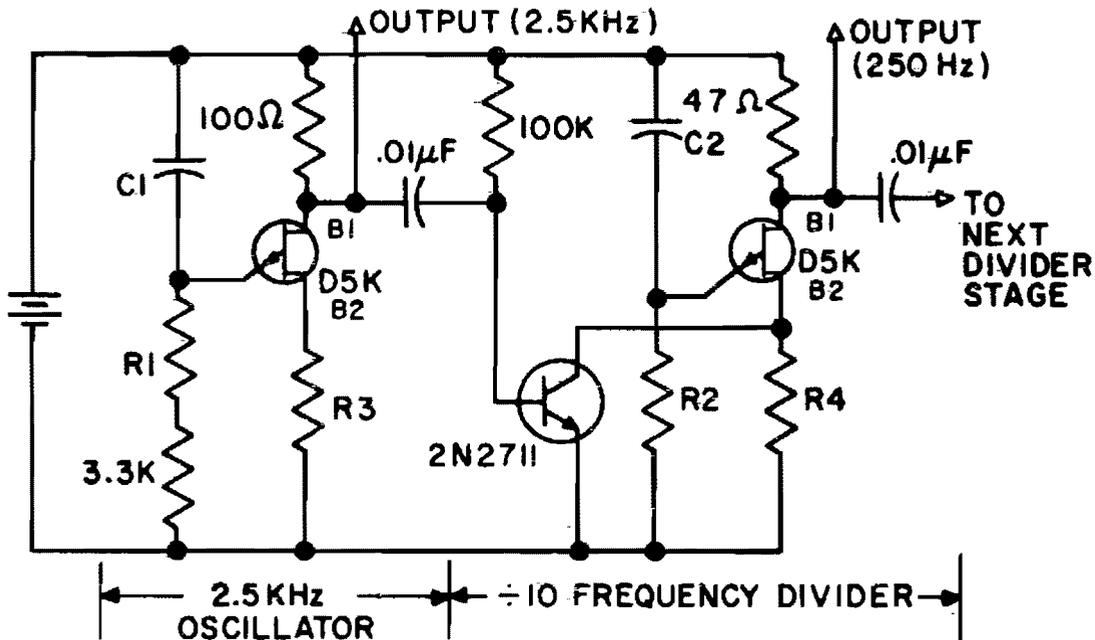 OUTPUT (2.5KHz)
OUTPUT
(250 Hz)
100Ω
100K
47Ω
C2
.01µF
.01µF
C1
B1
D5K
B2
B1
D5K
B2
TO
NEXT
DIVIDER
STAGE
R1
R3
R2
R4
3.3K
2N2711
2.5KHz
OSCILLATOR
÷10 FREQUENCY DIVIDER